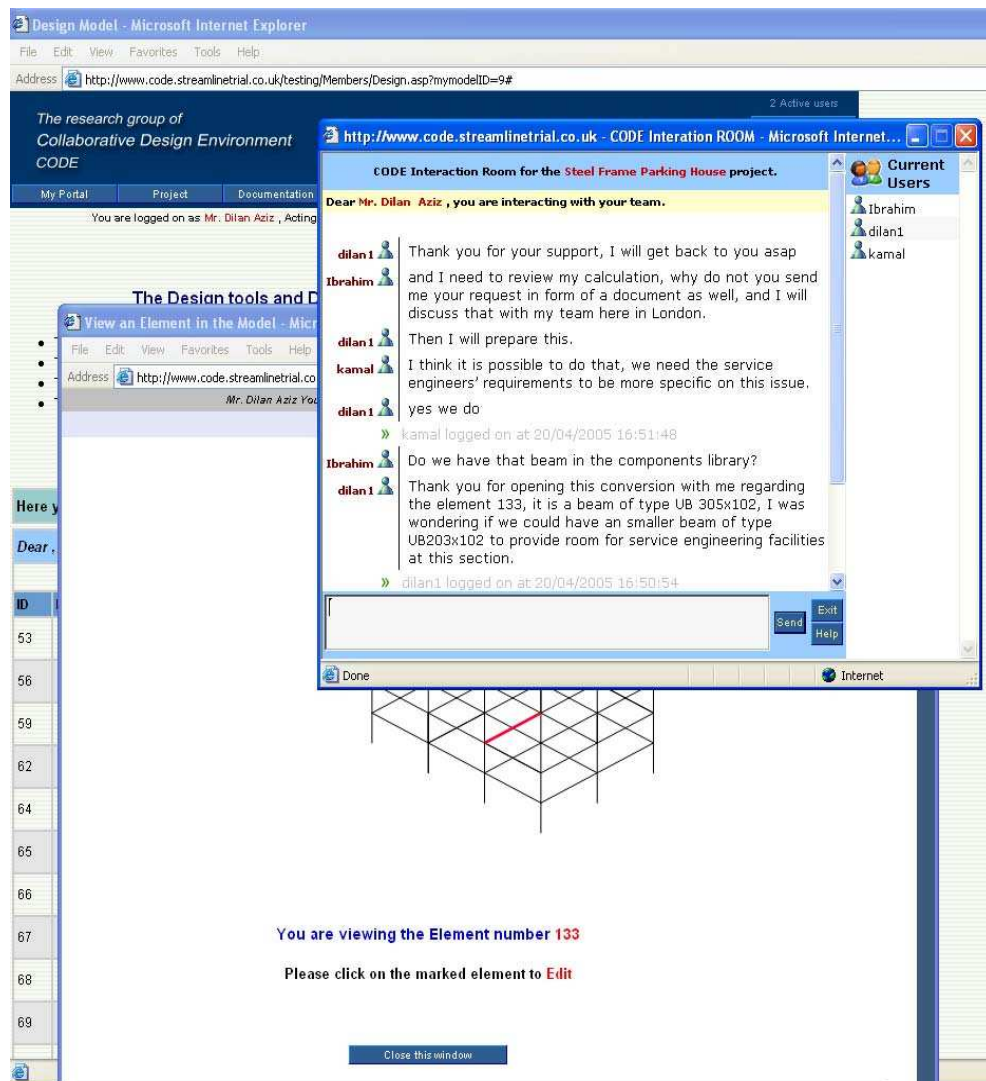 Design Model - Microsoft Internet Explorer
File Edit View Favorites Tools Help
Address http://www.code.streamlinetrial.co.uk/testing/Members/Design.asp?mymodelID=9#
2 Active users
The research group of
Collaborative Design Environment
CODE
My Portal Project Documentation
You are logged on as Mr. Dilan Aziz , Acting
The Design tools and D
View an Element in the Model - Micr
File Edit View Favorites Tools Help
Address http://www.code.streamlinetrial.co
Mr. Dilan Aziz You
http://www.code.streamlinetrial.co.uk - CODE Interation ROOM - Microsoft Internet...
CODE Interaction Room for the Steel Frame Parking House project.
Dear Mr. Dilan Aziz , you are interacting with your team.
dilan1 Thank you for your support, I will get back to you asap
Ibrahim and I need to review my calculation, why do not you send
me your request in form of a document as well, and I will
discuss that with my team here in London.
dilan1 Then I will prepare this.
kamal I think it is possible to do that, we need the service
engineers' requirements to be more specific on this issue.
dilan1 yes we do
» kamal logged on at 20/04/2005 16:51:48
Ibrahim Do we have that beam in the components library?
dilan1 Thank you for opening this conversion with me regarding
the element 133, it is a beam of type UB 305x102, I was
wondering if we could have an smaller beam of type
UB203x102 to provide room for service engineering facilities
at this section.
» dilan1 logged on at 20/04/2005 16:50:54
Current
Users
Ibrahim
dilan1
kamal
Send
Exit
Help
Done Internet
Here y
Dear ,
ID
53
56
59
62
64
65
66
67
68
69
You are viewing the Element number 133
Please click on the marked element to Edit
Close this window